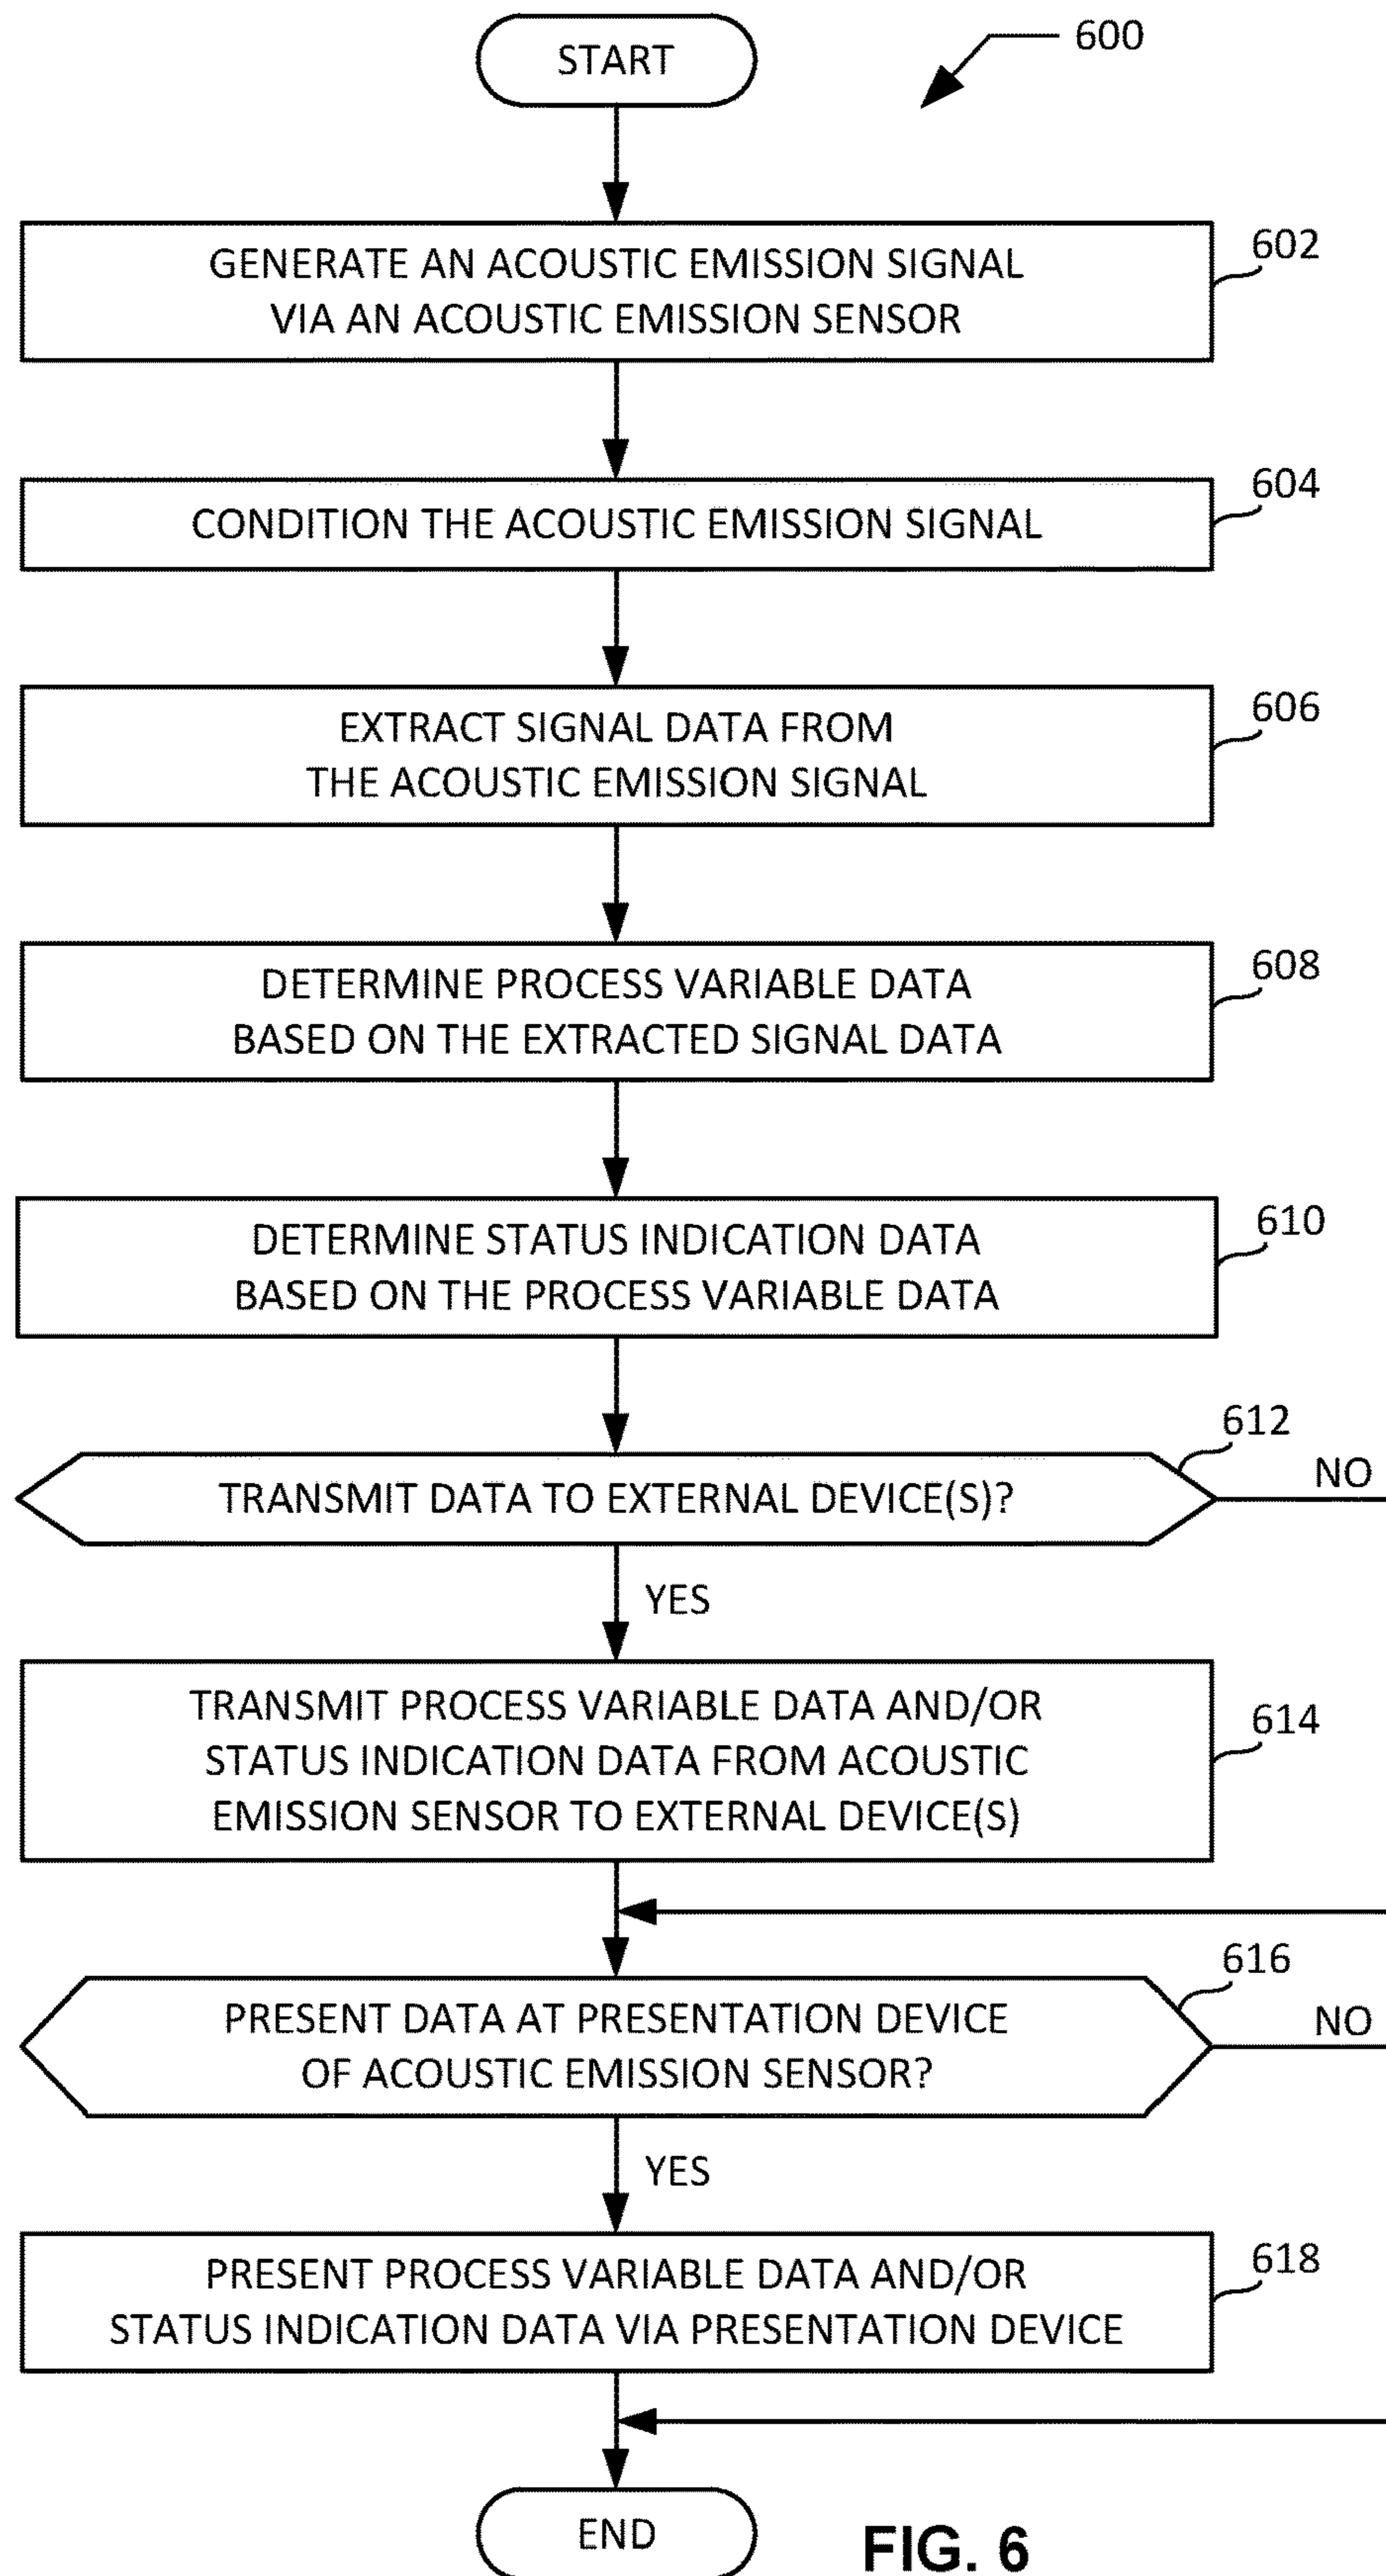 START
600
GENERATE AN ACOUSTIC EMISSION SIGNAL
VIA AN ACOUSTIC EMISSION SENSOR
602
CONDITION THE ACOUSTIC EMISSION SIGNAL
604
EXTRACT SIGNAL DATA FROM
THE ACOUSTIC EMISSION SIGNAL
606
DETERMINE PROCESS VARIABLE DATA
BASED ON THE EXTRACTED SIGNAL DATA
608
DETERMINE STATUS INDICATION DATA
BASED ON THE PROCESS VARIABLE DATA
610
TRANSMIT DATA TO EXTERNAL DEVICE(S)?
612
NO
YES
TRANSMIT PROCESS VARIABLE DATA AND/OR
STATUS INDICATION DATA FROM ACOUSTIC
EMISSION SENSOR TO EXTERNAL DEVICE(S)
614
PRESENT DATA AT PRESENTATION DEVICE
OF ACOUSTIC EMISSION SENSOR?
616
NO
YES
PRESENT PROCESS VARIABLE DATA AND/OR
STATUS INDICATION DATA VIA PRESENTATION DEVICE
618
END
FIG. 6